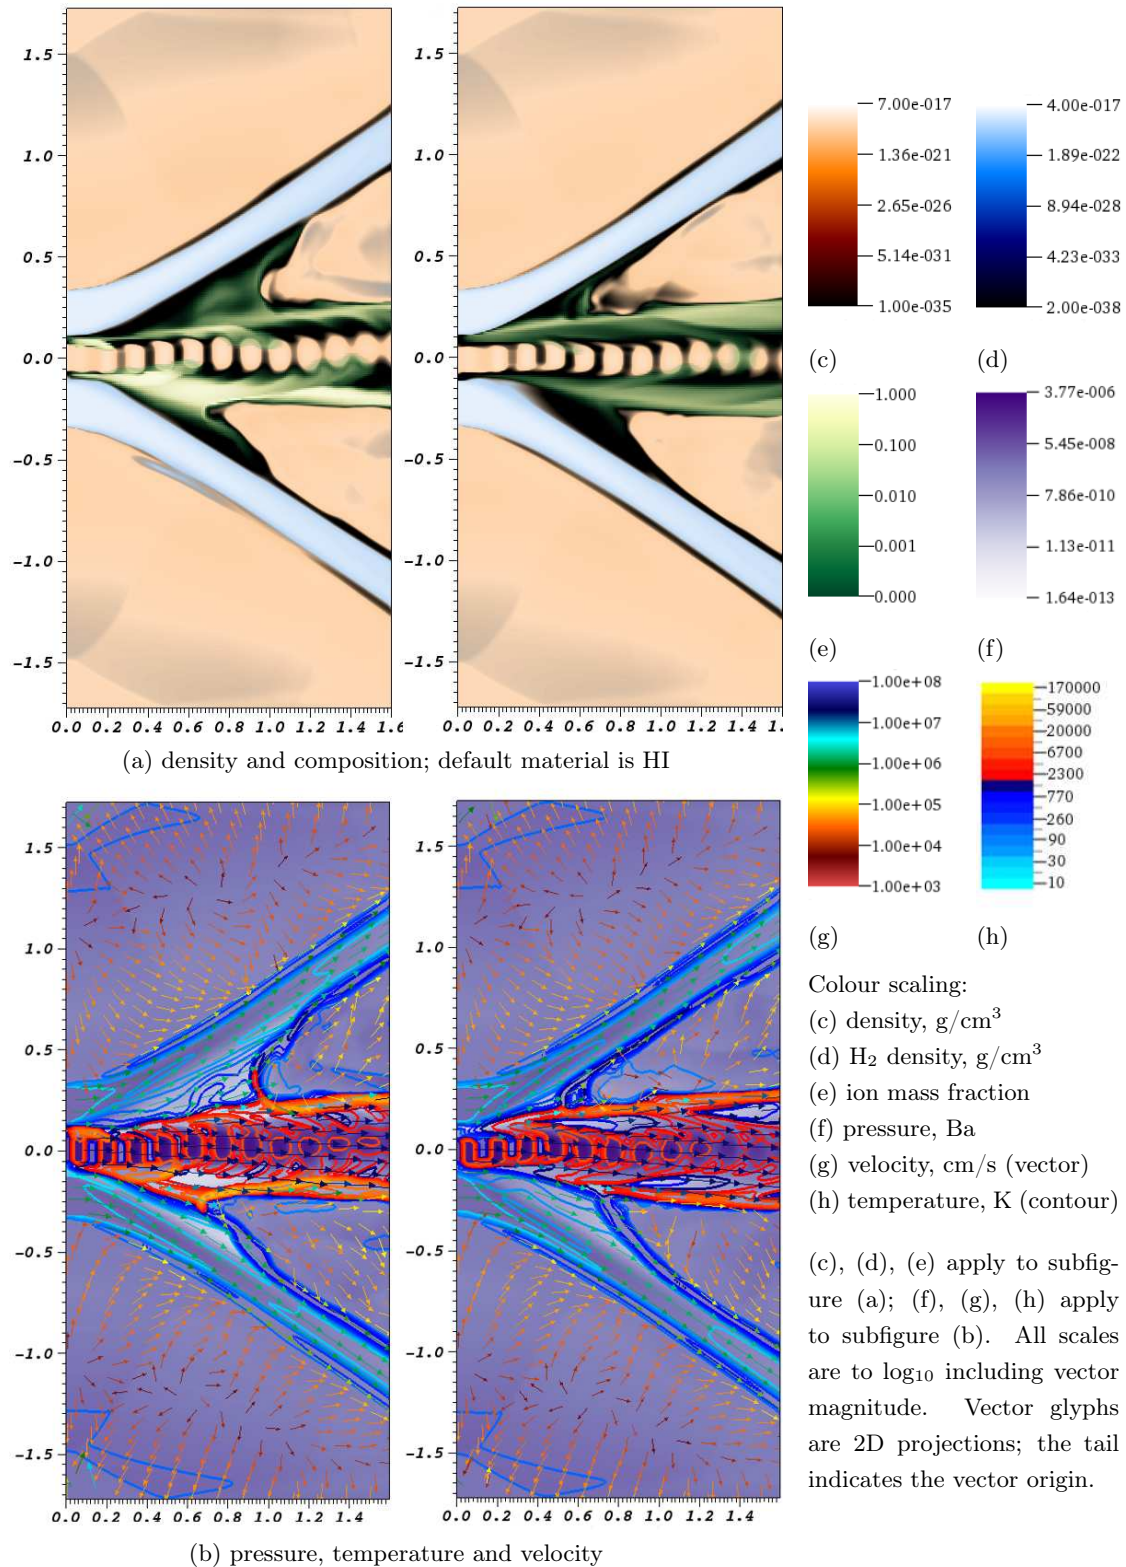 1.5
1.0
0.5
0.0
−0.5
−1.0
−1.5
0.0 0.2 0.4 0.6 0.8 1.0 1.2 1.4 1.6
1.5
1.0
0.5
0.0
−0.5
−1.0
−1.5
0.0 0.2 0.4 0.6 0.8 1.0 1.2 1.4 1.
(a) density and composition; default material is HI
7.00e-017
1.36e-021
2.65e-026
5.14e-031
1.00e-035
(c)
4.00e-017
1.89e-022
8.94e-028
4.23e-033
2.00e-038
(d)
1.000
0.100
0.010
0.001
0.000
(e)
3.77e-006
5.45e-008
7.86e-010
1.13e-011
1.64e-013
(f)
1.00e+08
1.00e+07
1.00e+06
1.00e+05
1.00e+04
1.00e+03
(g)
170000
59000
20000
6700
2300
770
260
90
30
10
(h)
1.5
1.0
0.5
0.0
−0.5
−1.0
−1.5
0.0 0.2 0.4 0.6 0.8 1.0 1.2 1.4
1.5
1.0
0.5
0.0
−0.5
−1.0
−1.5
0.0 0.2 0.4 0.6 0.8 1.0 1.2 1.4
(b) pressure, temperature and velocity
Colour scaling:
(c) density, g/cm³
(d) H₂ density, g/cm³
(e) ion mass fraction
(f) pressure, Ba
(g) velocity, cm/s (vector)
(h) temperature, K (contour)
(c), (d), (e) apply to subfig-
ure (a); (f), (g), (h) apply
to subfigure (b). All scales
are to log₁₀ including vector
magnitude. Vector glyphs
are 2D projections; the tail
indicates the vector origin.